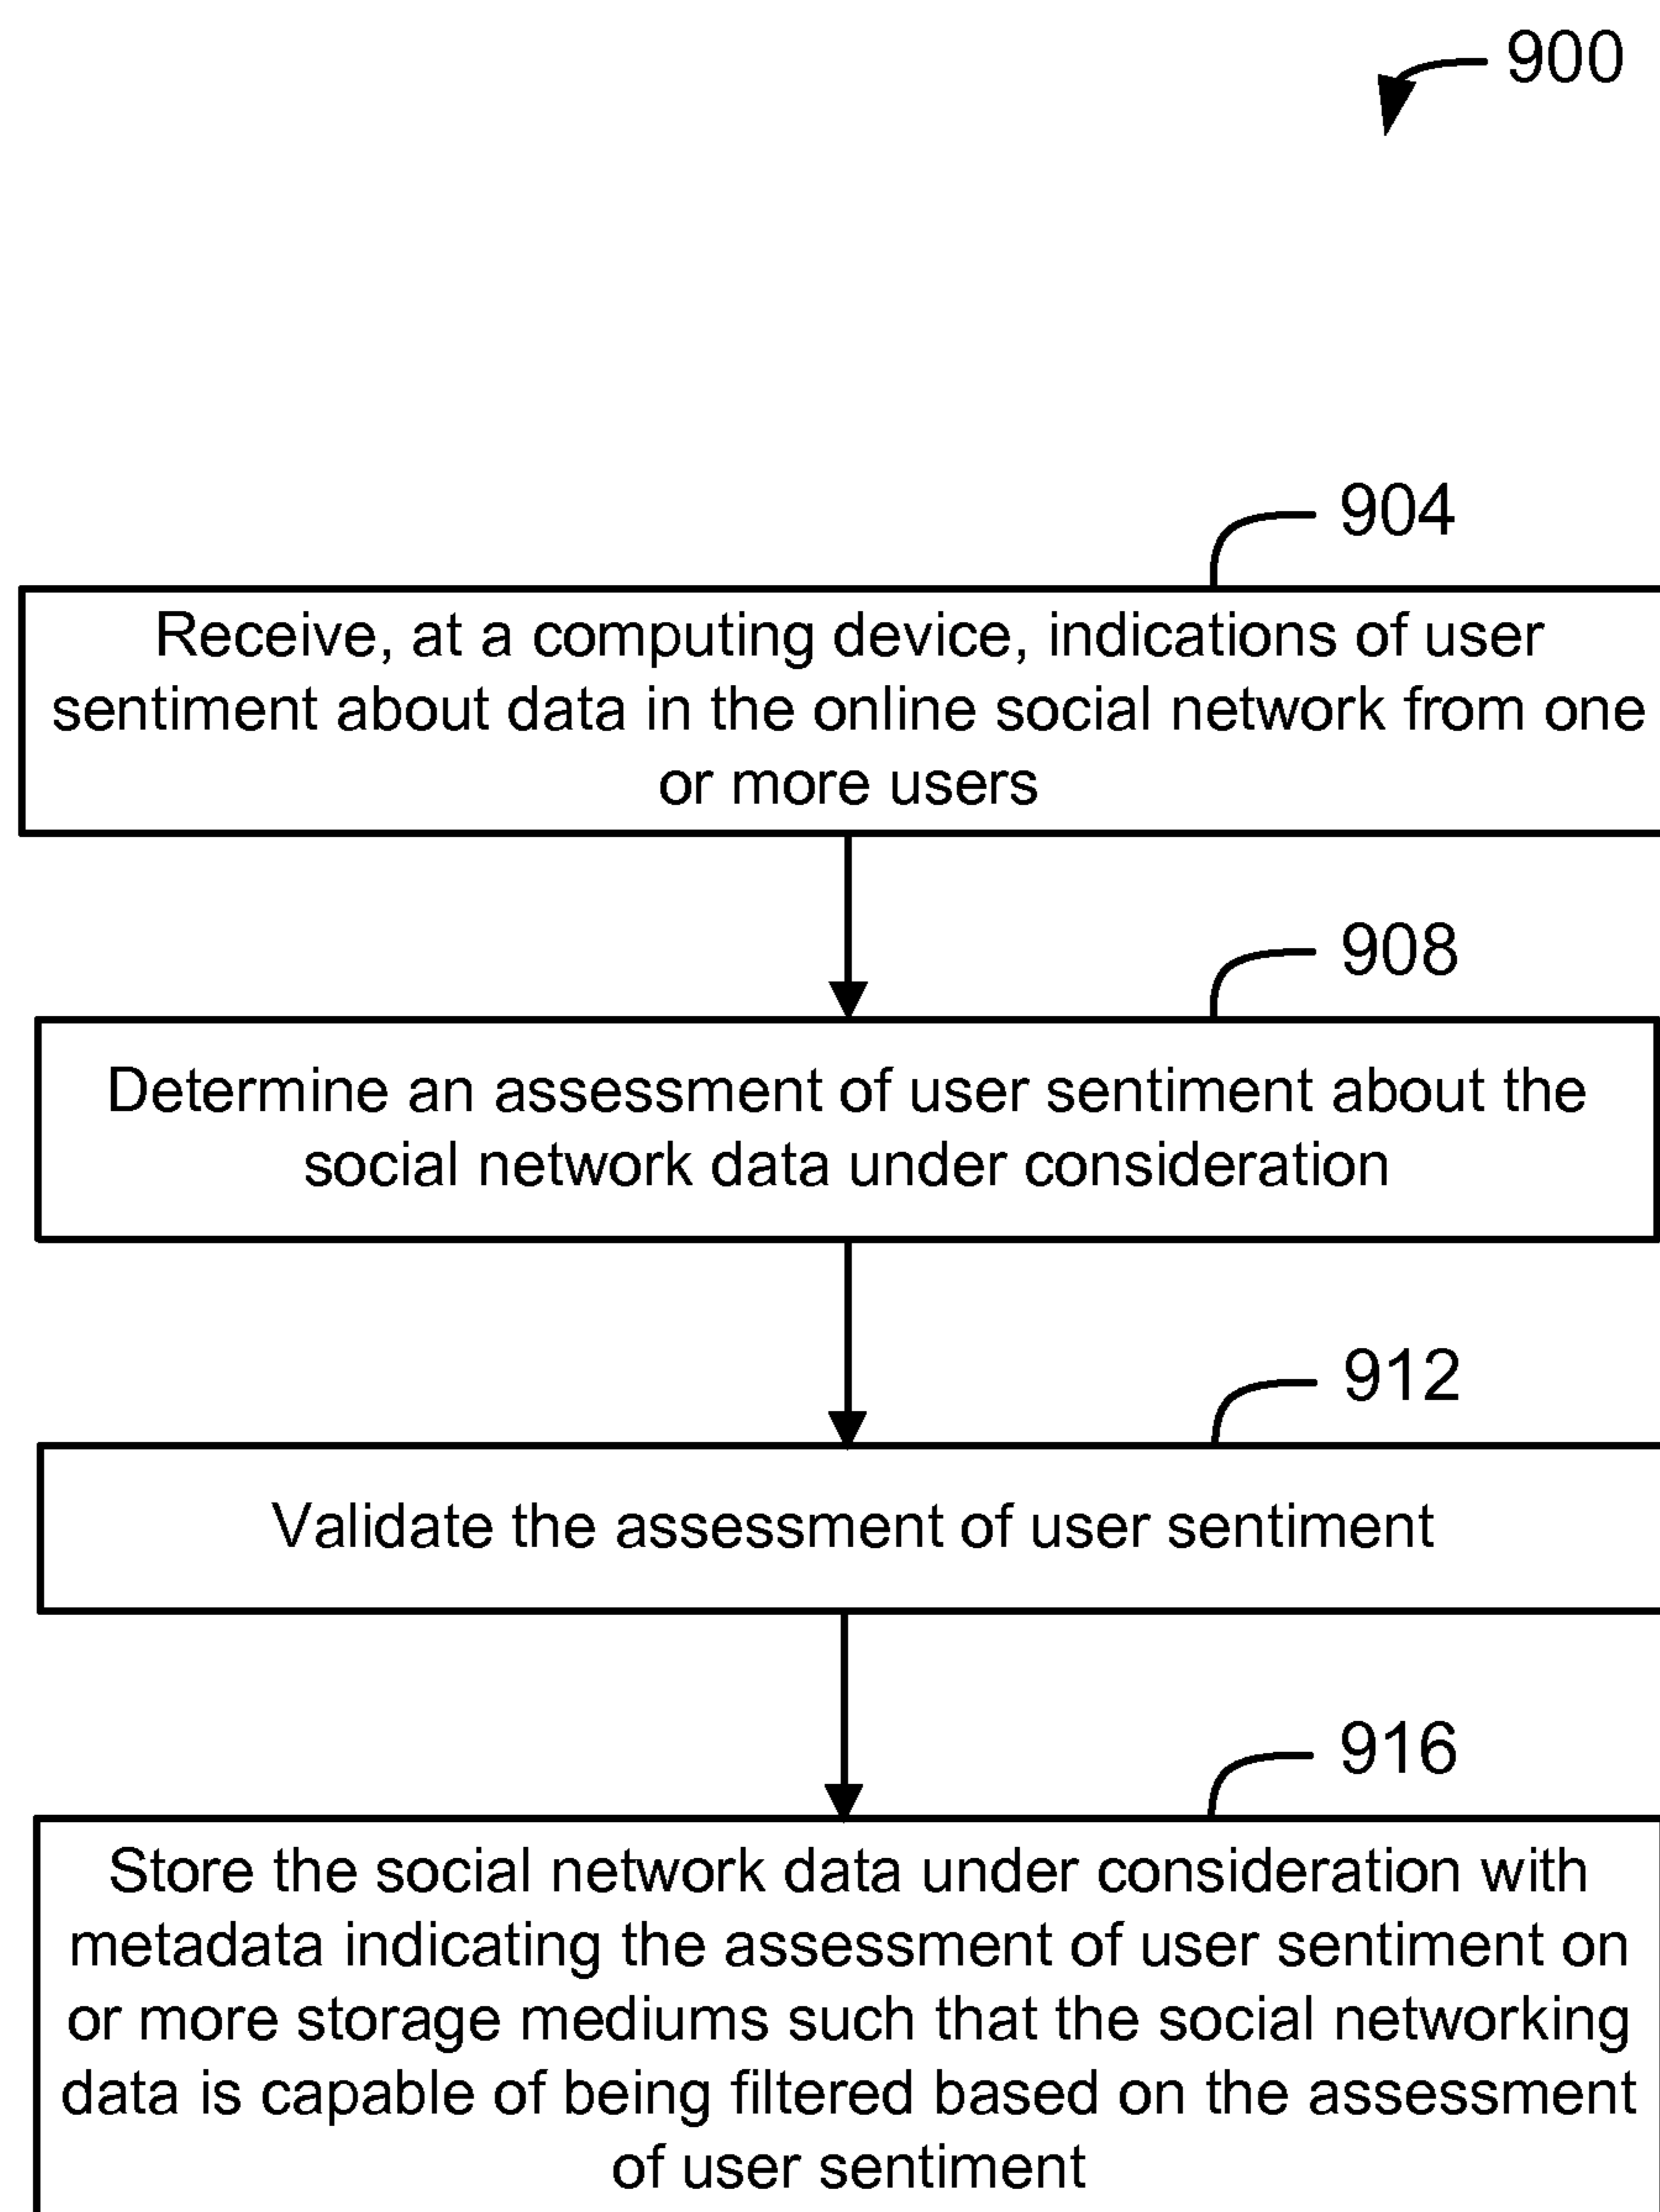 900
904
Receive, at a computing device, indications of user
sentiment about data in the online social network from one
or more users
908
Determine an assessment of user sentiment about the
social network data under consideration
912
Validate the assessment of user sentiment
916
Store the social network data under consideration with
metadata indicating the assessment of user sentiment on
or more storage mediums such that the social networking
data is capable of being filtered based on the assessment
of user sentiment